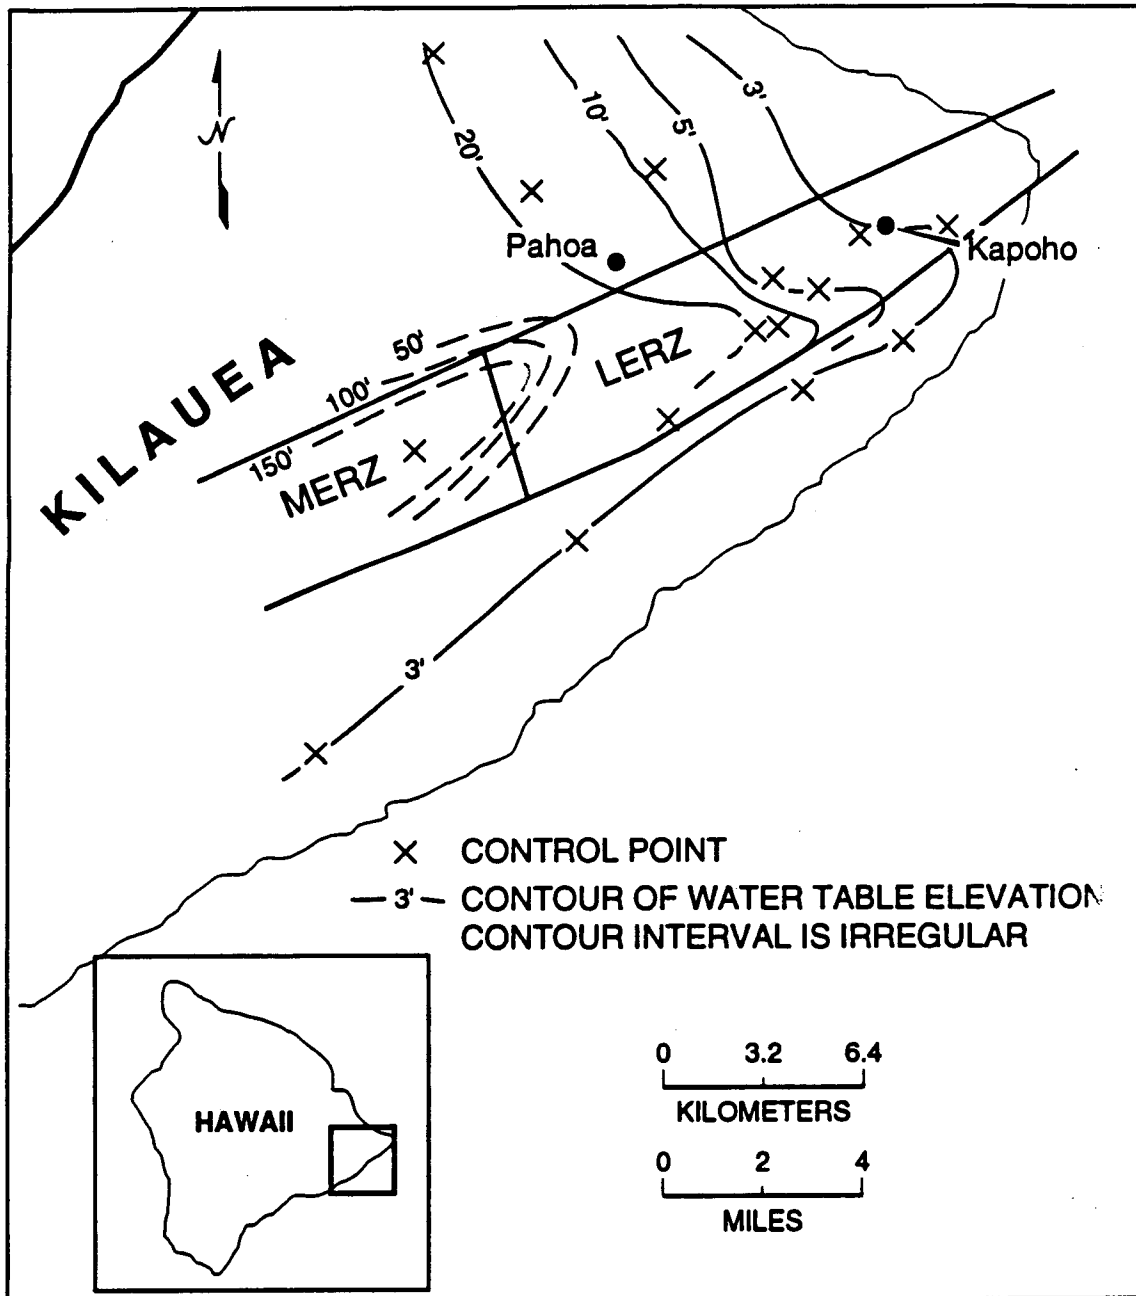 N
20'
10'
5'
3'
Pahoa
Kapoho
KILAUEA
50'
100'
150'
MERZ
LERZ
3'
CONTROL POINT
3' CONTOUR OF WATER TABLE ELEVATION
CONTOUR INTERVAL IS IRREGULAR
HAWAII
0 3.2 6.4
KILOMETERS
0 2 4
MILES